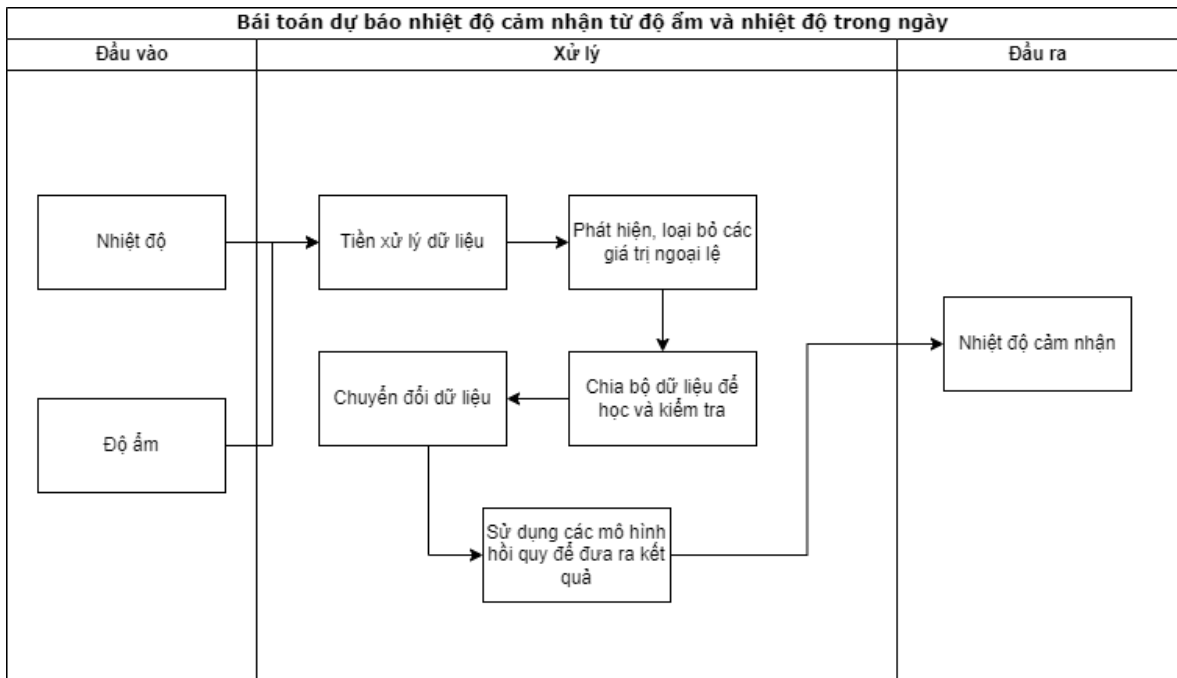 Bái toán dự báo nhiệt độ cảm nhận từ độ ẩm và nhiệt độ trong ngày
Đầu vào
Xử lý
Đầu ra
Nhiệt độ
Tiền xử lý dữ liệu
Phát hiện, loại bỏ các
giá trị ngoại lệ
Nhiệt độ cảm nhận
Chuyển đổi dữ liệu
Chia bộ dữ liệu để
học và kiểm tra
Độ ẩm
Sử dụng các mô hình
hồi quy để đưa ra kết
quả